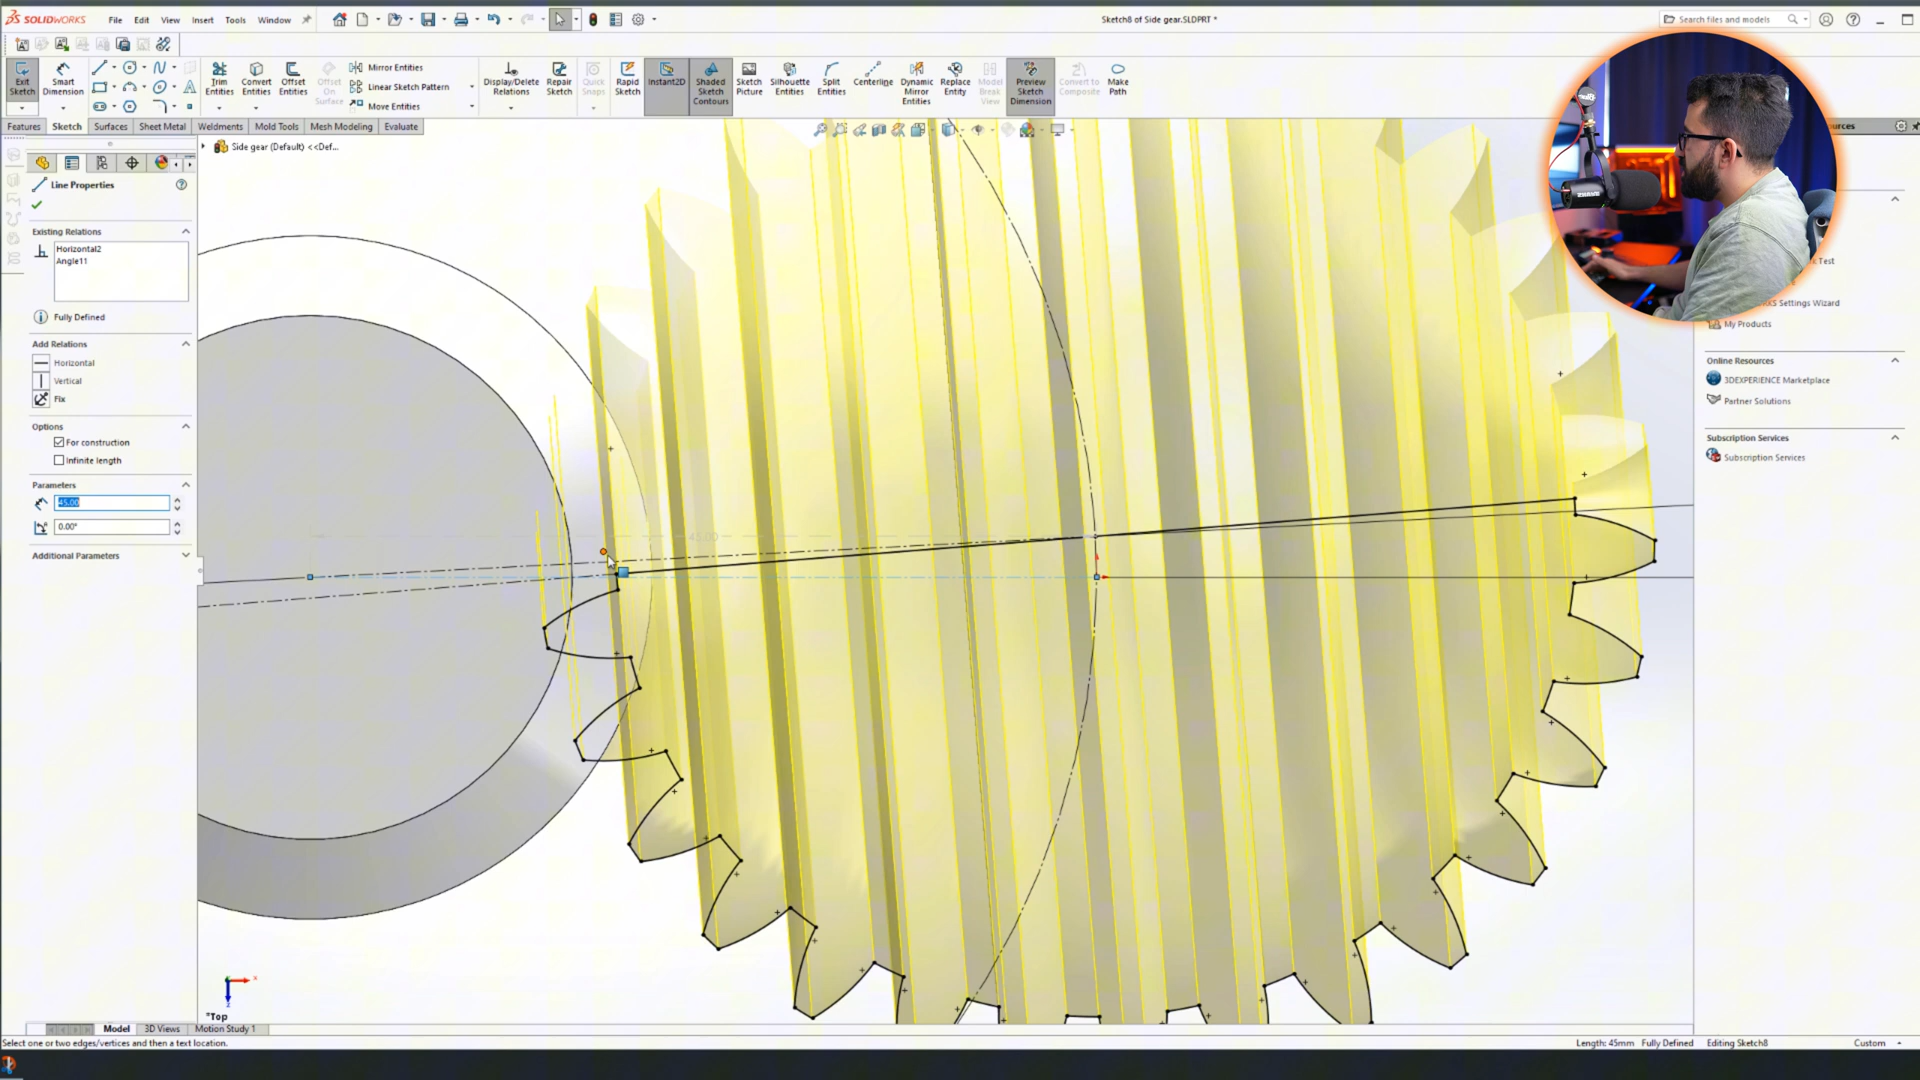 SOLIDWORKS File Edit View Insert Tools Window Sketch8 of Side gear.SLDPRT * Search files and models
Exit Sketch
Smart Dimension
Trim Entities
Convert Entities
Offset Entities
Offset On Surface
Mirror Entities
Linear Sketch Pattern
Move Entities
Display/Delete Relations
Repair Sketch
Quick Snaps
Rapid Sketch
Instant2D
Shaded Sketch Contours
Sketch Picture
Silhouette Entities
Split Entities
Centerline
Dynamic Mirror Entities
Replace Entity
Model Break View
Preview Sketch Dimension
Convert to Composite
Make Path
Features Sketch Surfaces Sheet Metal Weldments Mold Tools Mesh Modeling Evaluate
Side gear (Default) <<Def...
Line Properties
Existing Relations
Horizontal2
Angle11
Fully Defined
Add Relations
Horizontal
Vertical
Fix
Options
For construction
Infinite length
Parameters
45.00
0.00°
Additional Parameters
45.00
SHURE
My Products
Online Resources
3DEXPERIENCE Marketplace
Partner Solutions
Subscription Services
Subscription Services
x
*Top
Model 3D Views Motion Study 1
Select one or two edges/vertices and then a text location. Length: 45mm Fully Defined Editing Sketch8 Custom